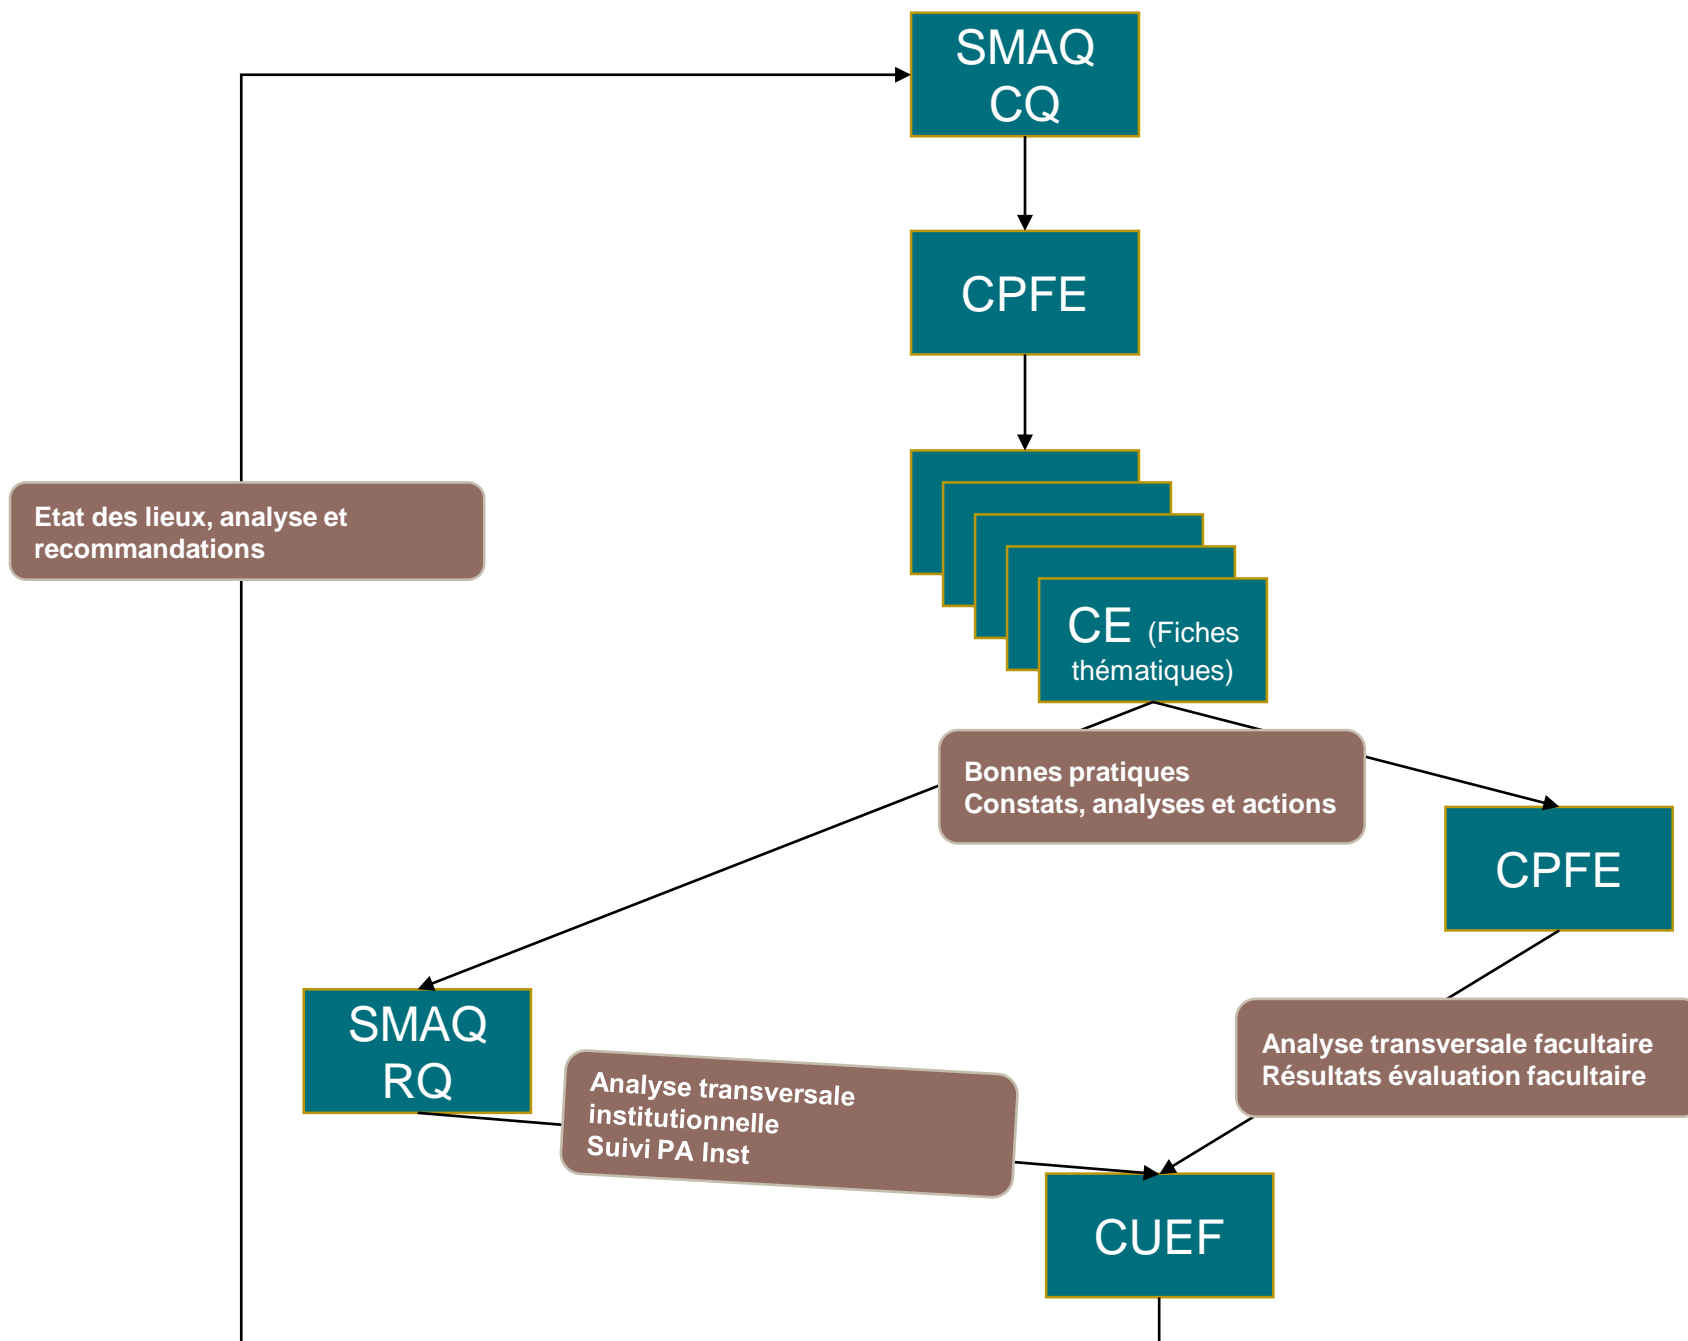 SMAQ
CQ
CPFE
Etat des lieux, analyse et
recommandations
CE (Fiches
thématiques)
Bonnes pratiques
Constats, analyses et actions
CPFE
SMAQ
RQ
Analyse transversale
institutionnelle
Suivi PA Inst
Analyse transversale facultaire
Résultats évaluation facultaire
CUEF